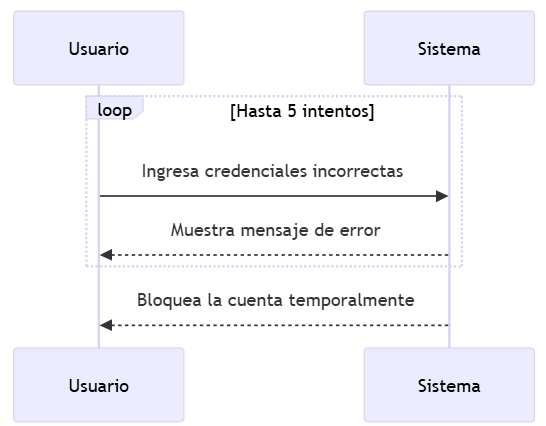 Usuario
Sistema
loop
[Hasta 5 intentos]
Ingresa credenciales incorrectas
Muestra mensaje de error
Bloquea la cuenta temporalmente
Usuario
Sistema